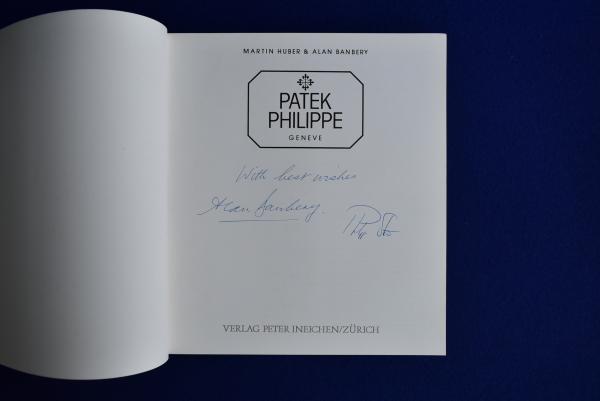 MARTIN HUBER & ALAN BANBERY
PATEK
PHILIPPE
GENEVE
With best wishes
Alan Banbery.
VERLAG PETER INEICHEN/ZÜRICH